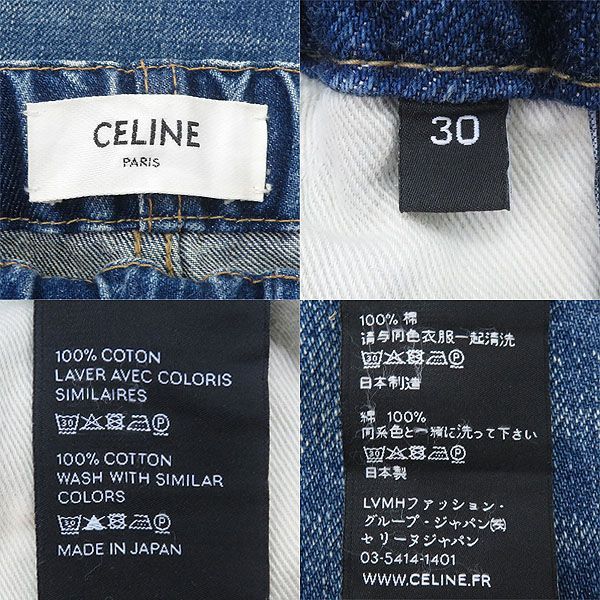 CELINE
PARIS
30
100% COTON
LAVER AVEC COLORIS
SIMILAIRES
30 P
100% COTTON
WASH WITH SIMILAR
COLORS
30 P
MADE IN JAPAN
100% 棉
请与同色衣服一起清洗
30 P
日本制造
綿 100%
同系色と一緒に洗って下さい
30 P
日本製
LVMHファッション・
グループ・ジャパン㈱
セリーヌジャパン
03-5414-1401
WWW.CELINE.FR